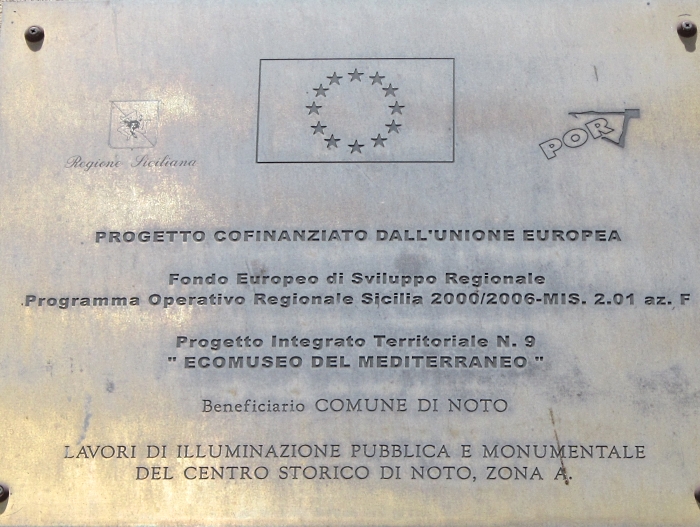 Regione Siciliana
POR
PROGETTO COFINANZIATO DALL'UNIONE EUROPEA
Fondo Europeo di Sviluppo Regionale
Programma Operativo Regionale Sicilia 2000/2006-MIS. 2.01 az. F
Progetto Integrato Territoriale N. 9
" ECOMUSEO DEL MEDITERRANEO "
Beneficiario COMUNE DI NOTO
LAVORI DI ILLUMINAZIONE PUBBLICA E MONUMENTALE
DEL CENTRO STORICO DI NOTO, ZONA A.